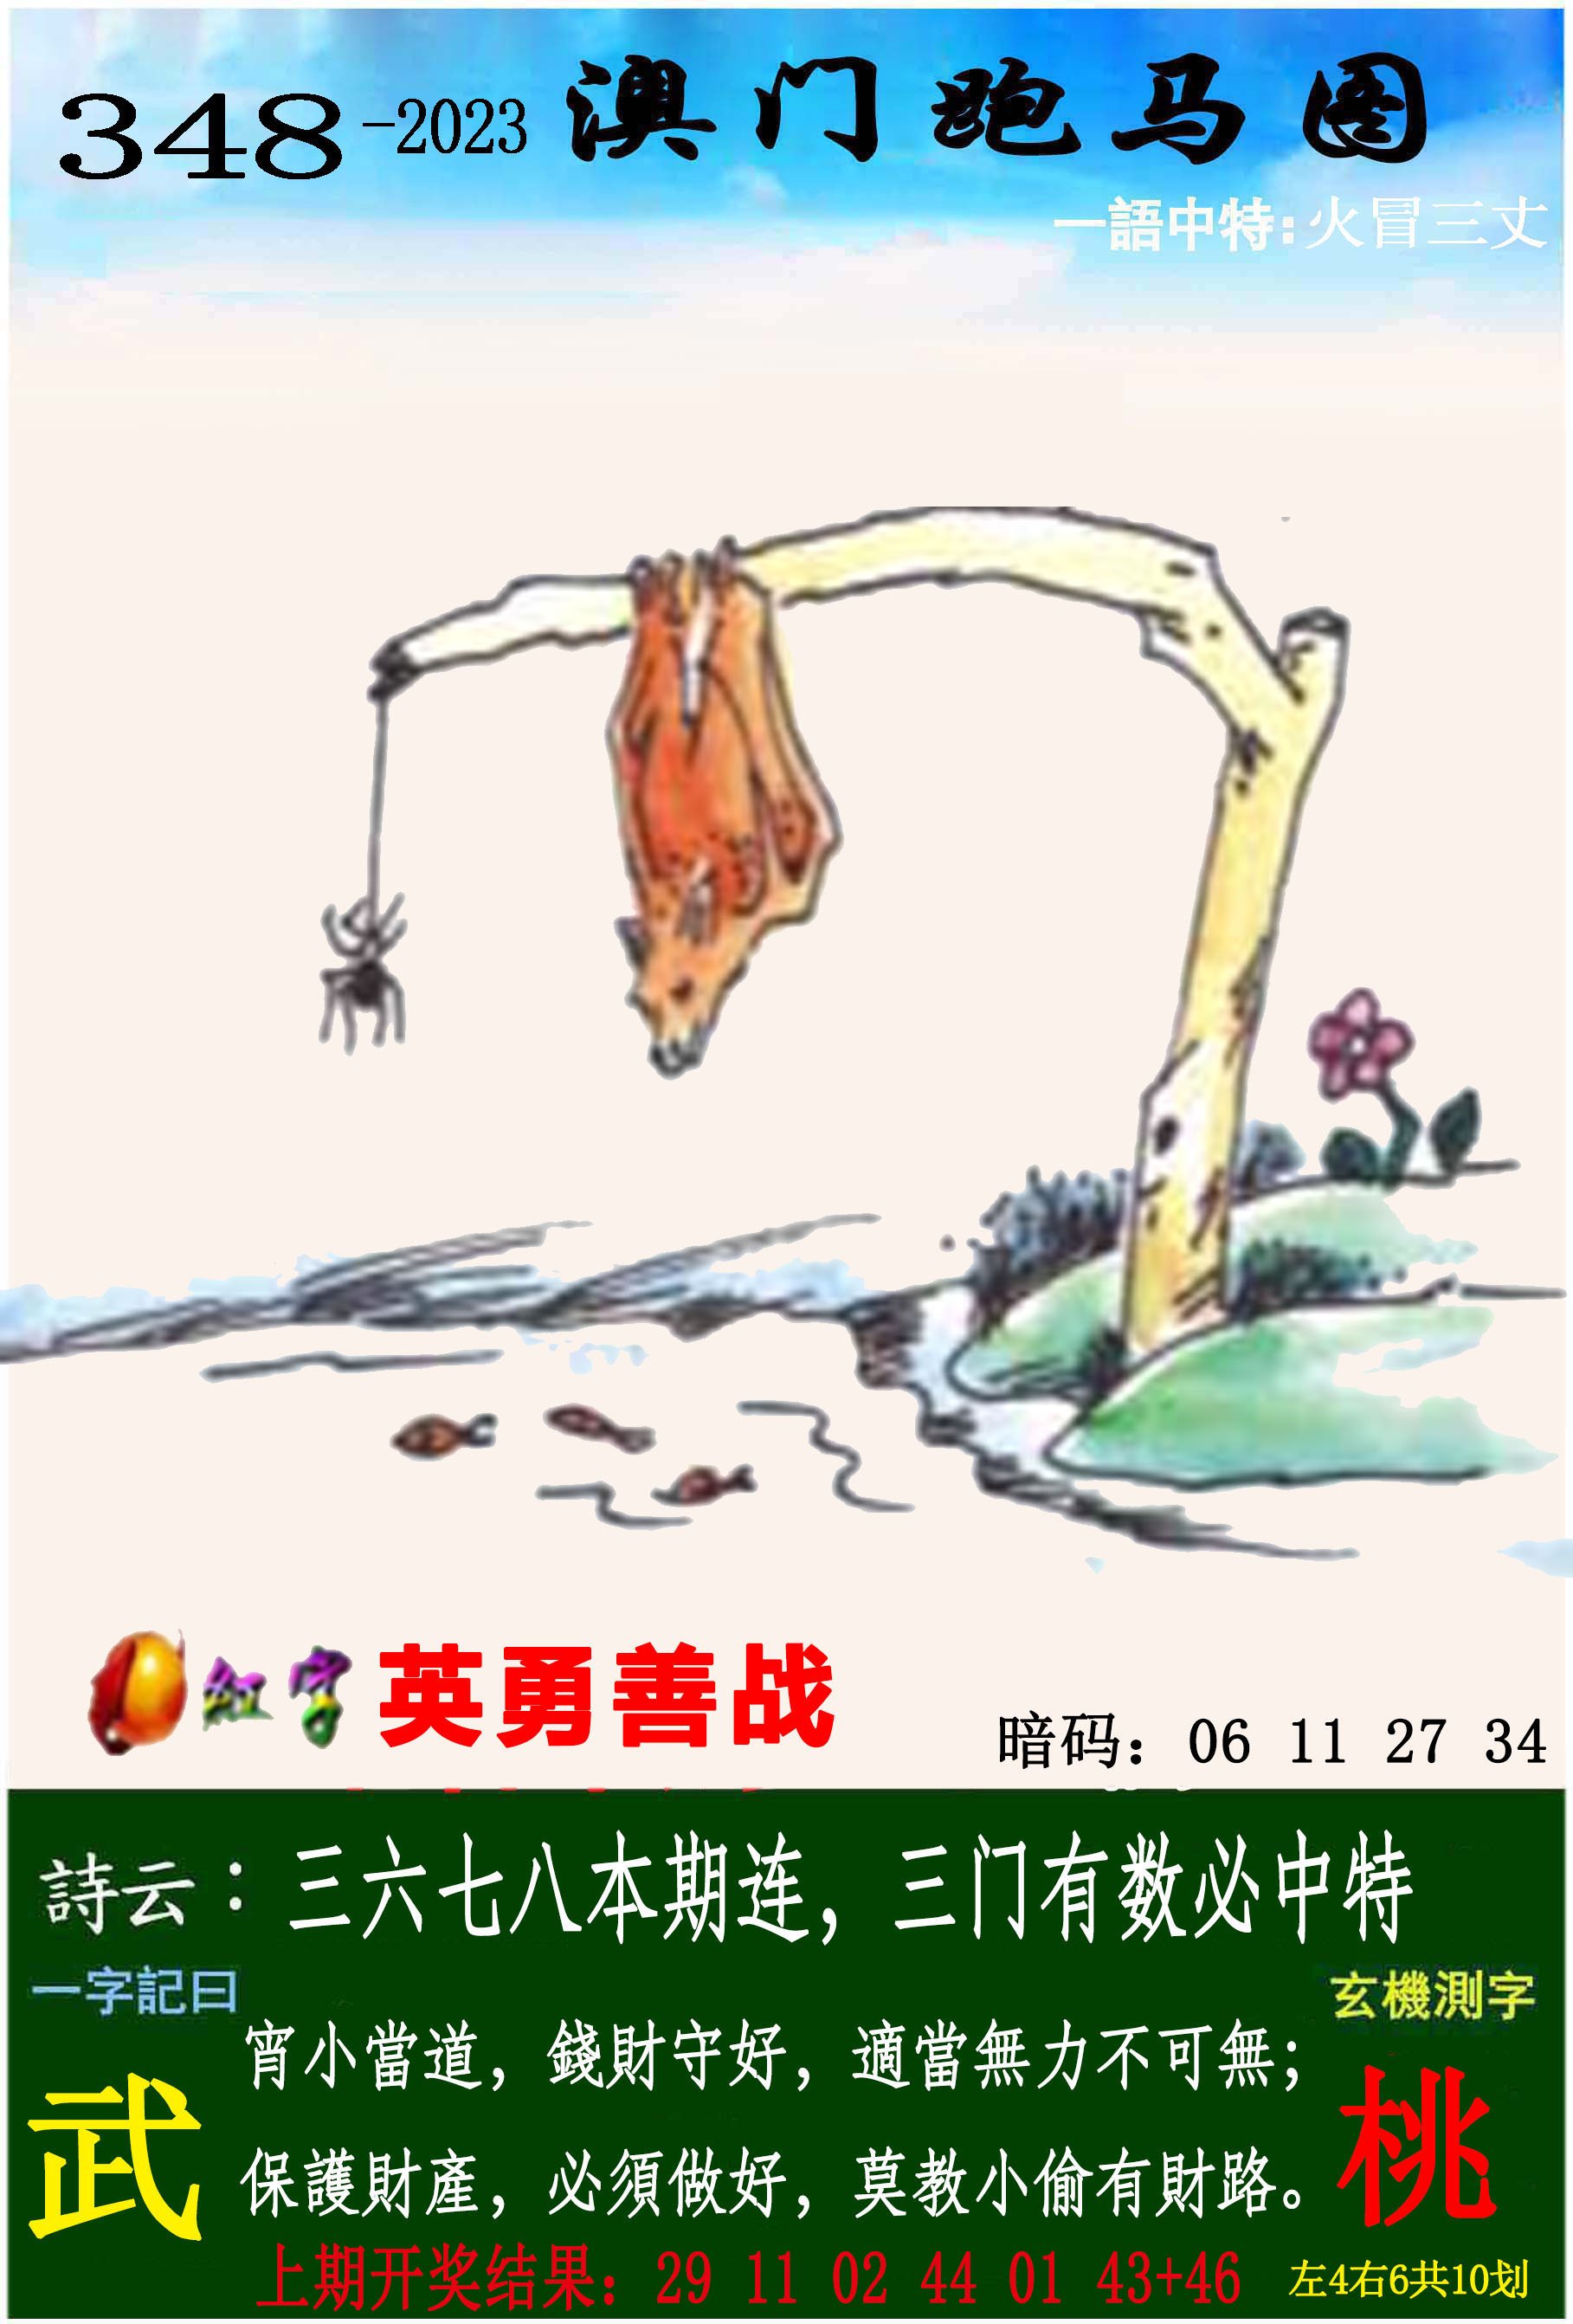 348-2023 澳门跑马图
一語中特:火冒三丈
红字 英勇善战
暗码：06 11 27 34
詩云：三六七八本期连，三门有数必中特
一字記曰
玄機測字
宵小當道，錢財守好，適當無力不可無；
武
桃
保護財產，必須做好，莫教小偷有財路。
上期开奖结果：29 11 02 44 01 43+46
左4右6共10划